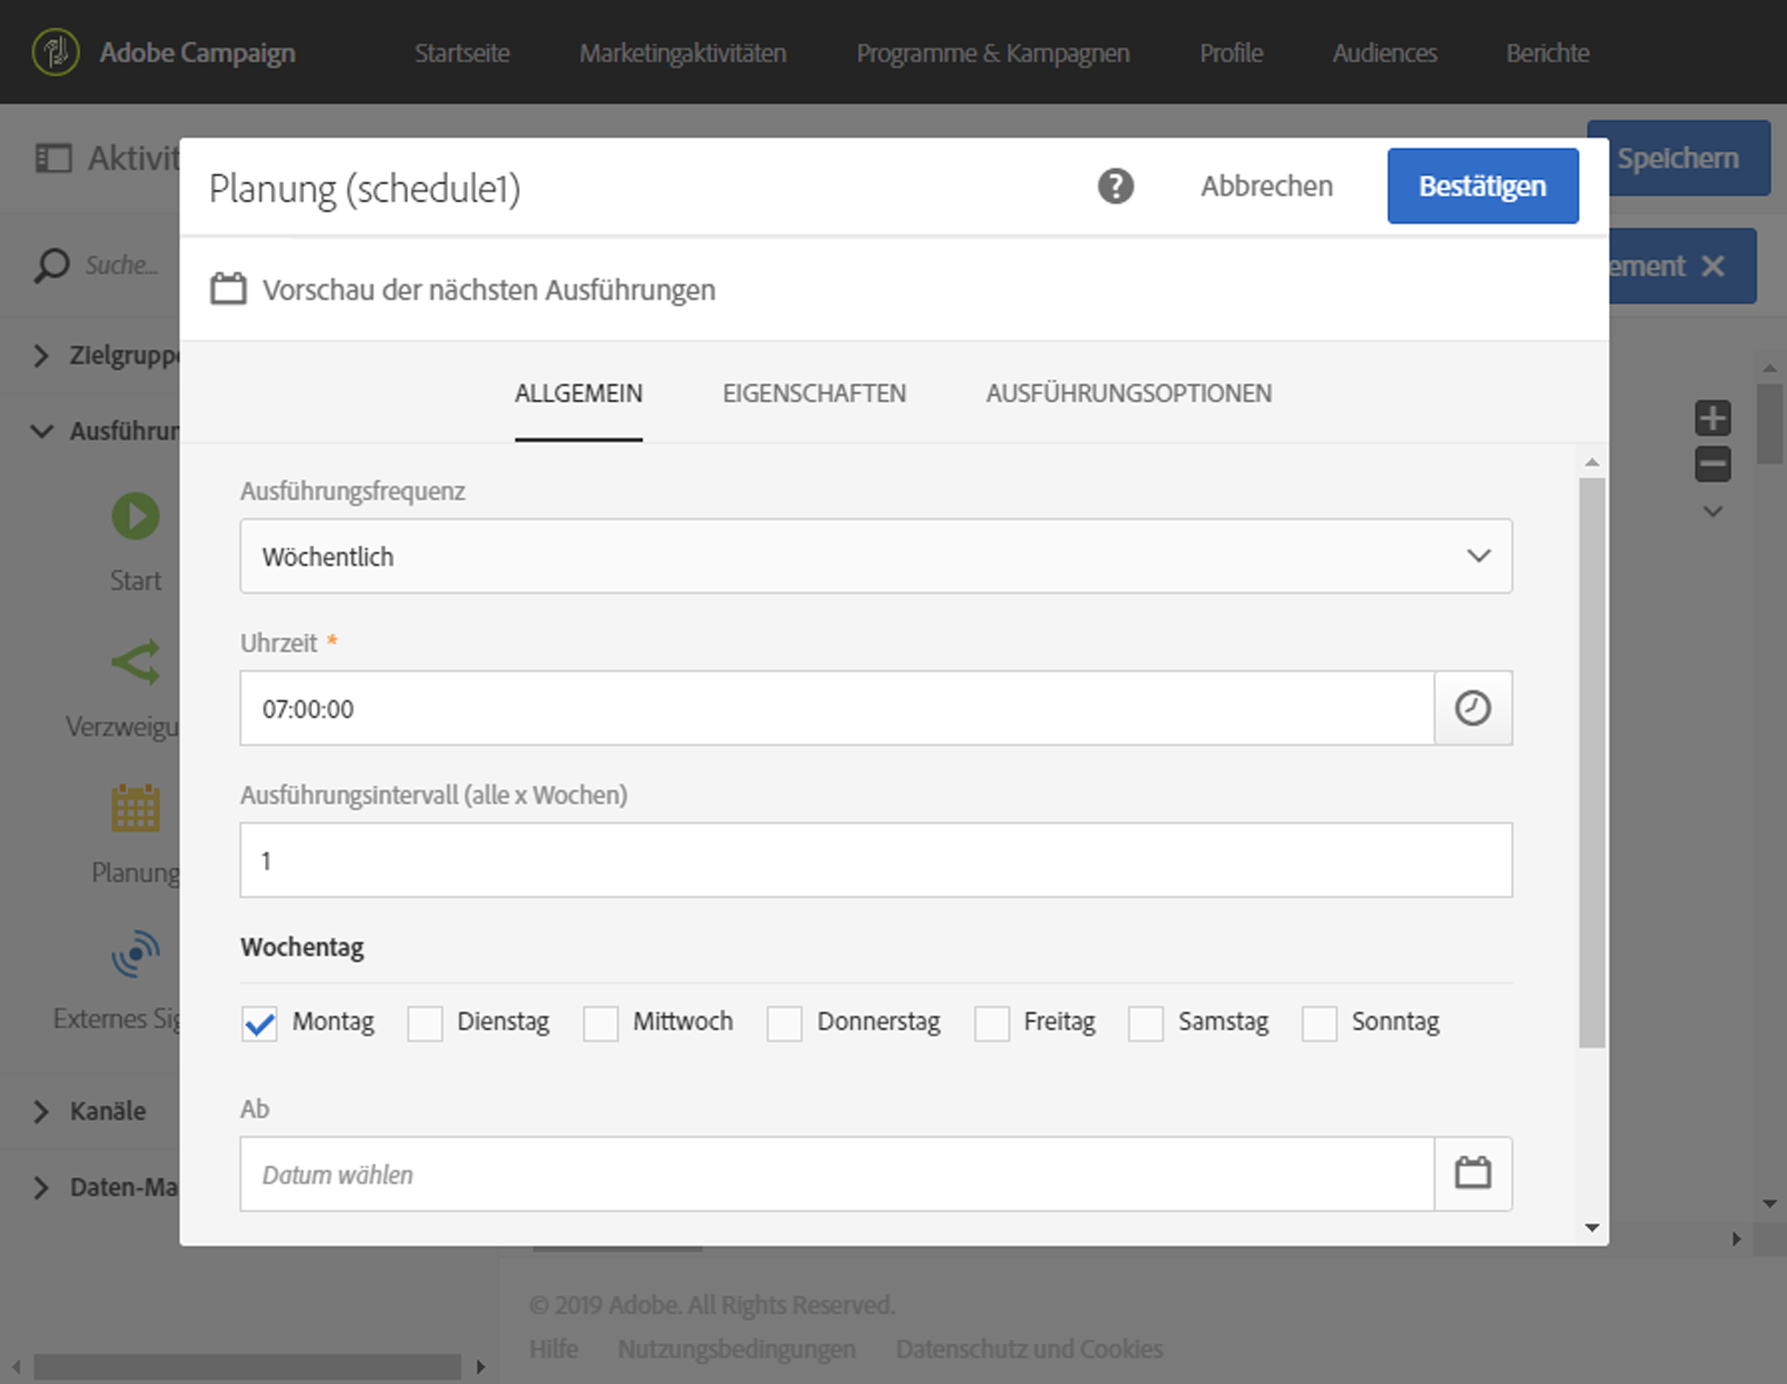 Adobe Campaign Startseite Marketingaktivitäten Programme & Kampagnen Profile Audiences Berichte
Aktivit Speichern
Planung (schedule1) ? Abbrechen Bestätigen
Suche... ement
Vorschau der nächsten Ausführungen
Zielgruppe
ALLGEMEIN EIGENSCHAFTEN AUSFÜHRUNGSOPTIONEN
Ausführun
Ausführungsfrequenz
Wöchentlich
Start
Uhrzeit *
07:00:00
Verzweigu
Ausführungsintervall (alle x Wochen)
1
Planung
Wochentag
Externes Sig
Montag Dienstag Mittwoch Donnerstag Freitag Samstag Sonntag
Kanäle
Ab
Datum wählen
Daten-Ma
© 2019 Adobe. All Rights Reserved.
Hilfe Nutzungsbedingungen Datenschutz und Cookies